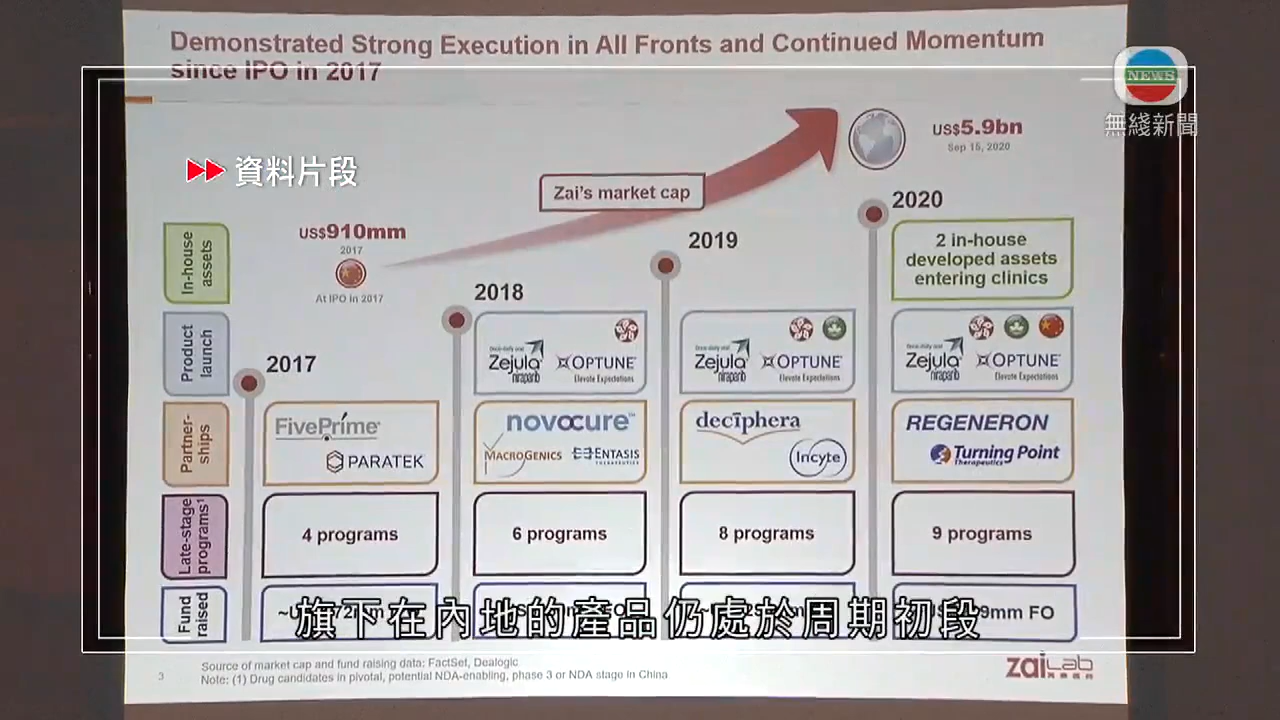 Demonstrated Strong Execution in All Fronts and Continued Momentum
since IPO in 2017
NEWS
無綫新聞
資料片段
US$5.9bn
Sep 15, 2020
Zai's market cap
US$910mm
2017
At IPO in 2017
2017
2018
2019
2020
In-house
assets
2 in-house
developed assets
entering clinics
Product
launch
Zejula
niraparib
OPTUNE
Elevate Expectations
Zejula
niraparib
OPTUNE
Elevate Expectations
Zejula
niraparib
OPTUNE
Elevate Expectations
Partner-
ships
FivePrime
PARATEK
novocure™
MACROGENICS
ENTASIS
THERAPEUTICS
deciphera
Incyte
REGENERON
Turning Point
Therapeutics
Late-stage
programs¹
4 programs
6 programs
8 programs
9 programs
Fund
raised
9mm FO
旗下在內地的產品仍處於周期初段
Source of market cap and fund raising data: FactSet, Dealogic
Note: (1) Drug candidates in pivotal, potential NDA-enabling, phase 3 or NDA stage in China
3
zaiLab